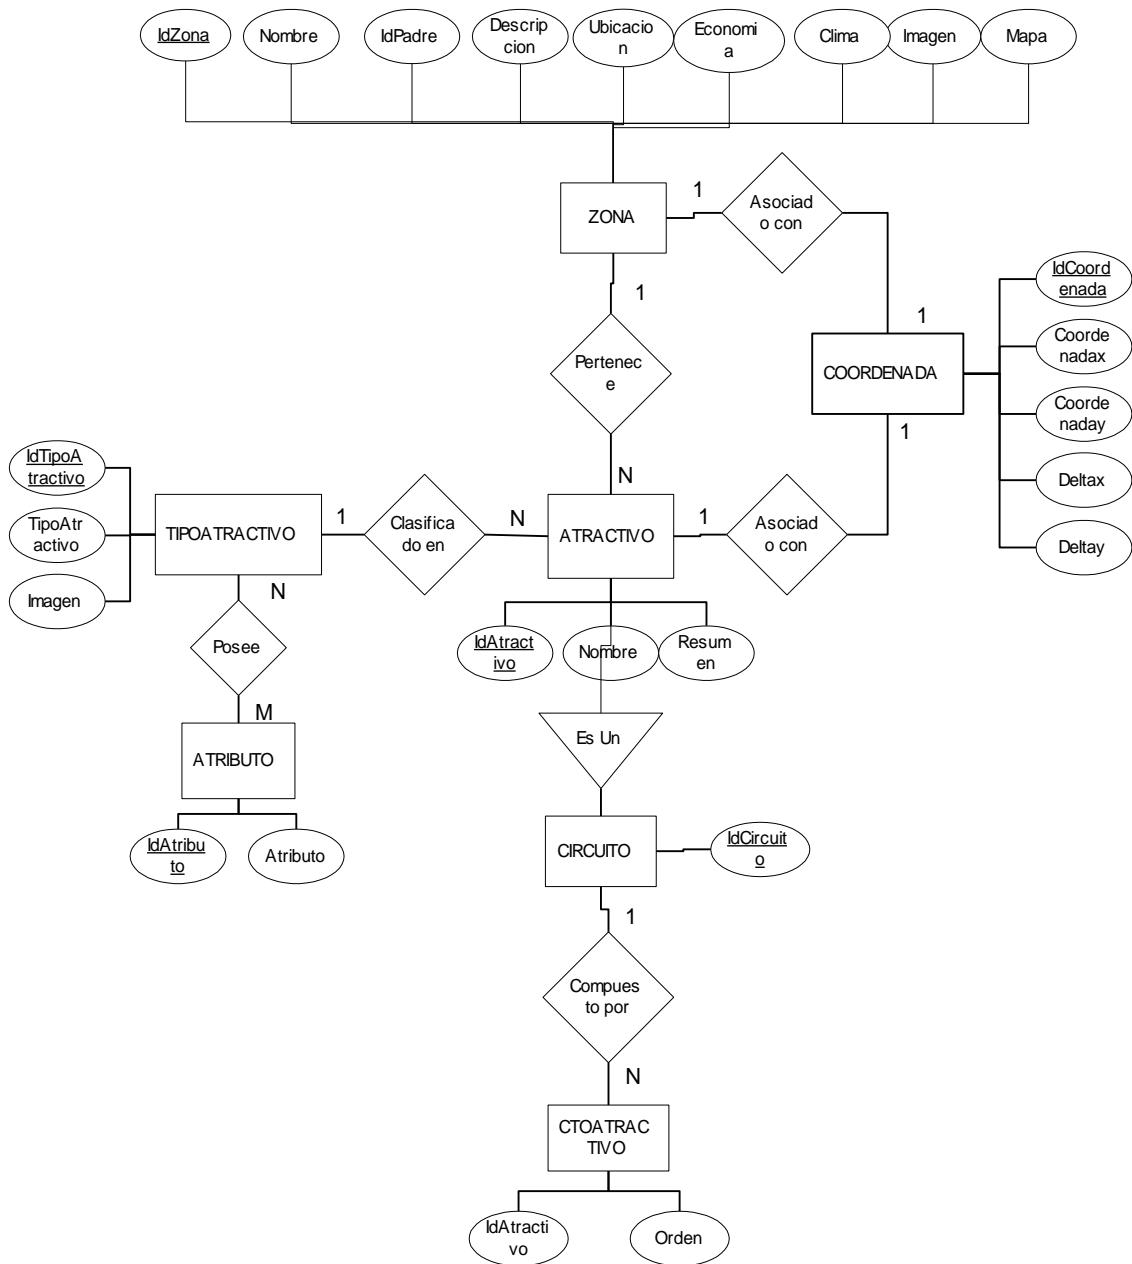 IdZona
Nombre
IdPadre
Descrip
cion
Ubicacio
n
Economi
a
Clima
Imagen
Mapa
ZONA
1
Asociad
o con
1
IdCoord
enada
Coorde
nadax
Coorde
naday
Deltax
Deltay
1
COORDENADA
1
Pertenec
e
N
IdTipoA
tractivo
TipoAtr
activo
Imagen
TIPOATRACTIVO
1
Clasifica
do en
N
ATRACTIVO
1
Asociad
o con
N
Posee
M
ATRIBUTO
IdAtribu
to
Atributo
IdAtract
ivo
Nombre
Resum
en
Es Un
CIRCUITO
IdCircuit
o
1
Compues
to por
N
CTOATRAC
TIVO
IdAtracti
vo
Orden